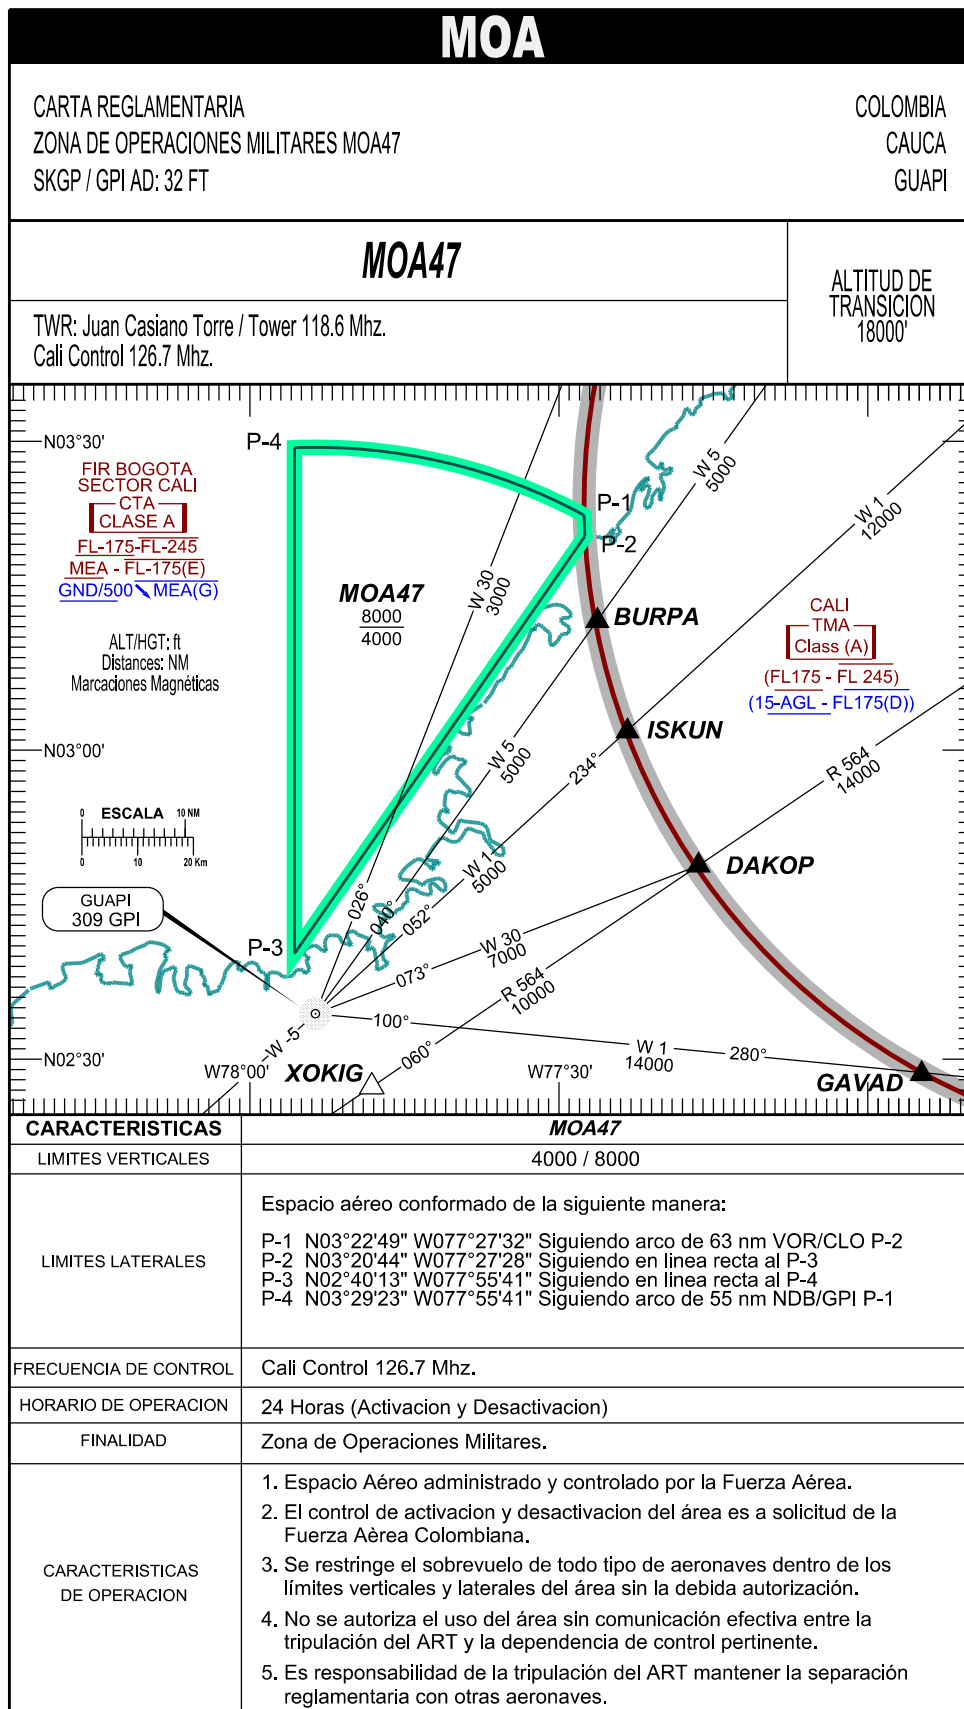 MOA
CARTA REGLAMENTARIA
ZONA DE OPERACIONES MILITARES MOA47
SKGP / GPI AD: 32 FT
COLOMBIA
CAUCA
GUAPI
MOA47
TWR: Juan Casiano Torre / Tower 118.6 Mhz.
Cali Control 126.7 Mhz.
ALTITUD DE
TRANSICION
18000'
N03°30'
P-4
FIR BOGOTA
SECTOR CALI
CTA
CLASE A
FL-175-FL-245
MEA - FL-175(E)
GND/500 MEA(G)
ALT/HGT: ft
Distances: NM
Marcaciones Magnéticas
MOA47
8000
4000
W 30
3000
W 5
5000
W 1
12000
P-1
P-2
BURPA
CALI
TMA
Class (A)
(FL175 - FL 245)
(15-AGL - FL175(D))
ISKUN
N03°00'
W 5
5000
234°
R 564
14000
0 ESCALA 10 NM
0 10 20 Km
DAKOP
W 1
5000
GUAPI
309 GPI
026°
040°
052°
P-3
W 30
7000
073°
R 564
10000
100°
W -5
060°
W 1
14000
280°
N02°30'
W78°00'
XOKIG
W77°30'
GAVAD
CARACTERISTICAS
MOA47
LIMITES VERTICALES
4000 / 8000
LIMITES LATERALES
Espacio aéreo conformado de la siguiente manera:
P-1 N03°22'49" W077°27'32" Siguiendo arco de 63 nm VOR/CLO P-2
P-2 N03°20'44" W077°27'28" Siguiendo en linea recta al P-3
P-3 N02°40'13" W077°55'41" Siguiendo en linea recta al P-4
P-4 N03°29'23" W077°55'41" Siguiendo arco de 55 nm NDB/GPI P-1
FRECUENCIA DE CONTROL
Cali Control 126.7 Mhz.
HORARIO DE OPERACION
24 Horas (Activacion y Desactivacion)
FINALIDAD
Zona de Operaciones Militares.
CARACTERISTICAS
DE OPERACION
1. Espacio Aéreo administrado y controlado por la Fuerza Aérea.
2. El control de activacion y desactivacion del área es a solicitud de la
Fuerza Aèrea Colombiana.
3. Se restringe el sobrevuelo de todo tipo de aeronaves dentro de los
límites verticales y laterales del área sin la debida autorización.
4. No se autoriza el uso del área sin comunicación efectiva entre la
tripulación del ART y la dependencia de control pertinente.
5. Es responsabilidad de la tripulación del ART mantener la separación
reglamentaria con otras aeronaves.